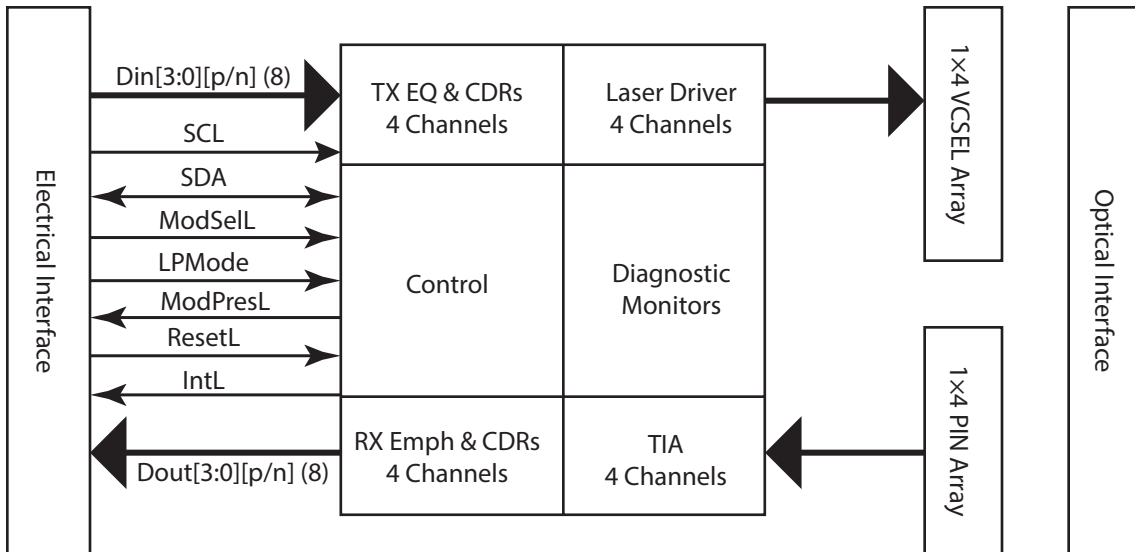 Electrical Interface
Din[3:0][p/n] (8)
SCL
SDA
ModSelL
LPMode
ModPresL
ResetL
IntL
Dout[3:0][p/n] (8)
TX EQ & CDRs
4 Channels
Laser Driver
4 Channels
Control
Diagnostic
Monitors
RX Emph & CDRs
4 Channels
TIA
4 Channels
1×4 VCSEL Array
1×4 PIN Array
Optical Interface